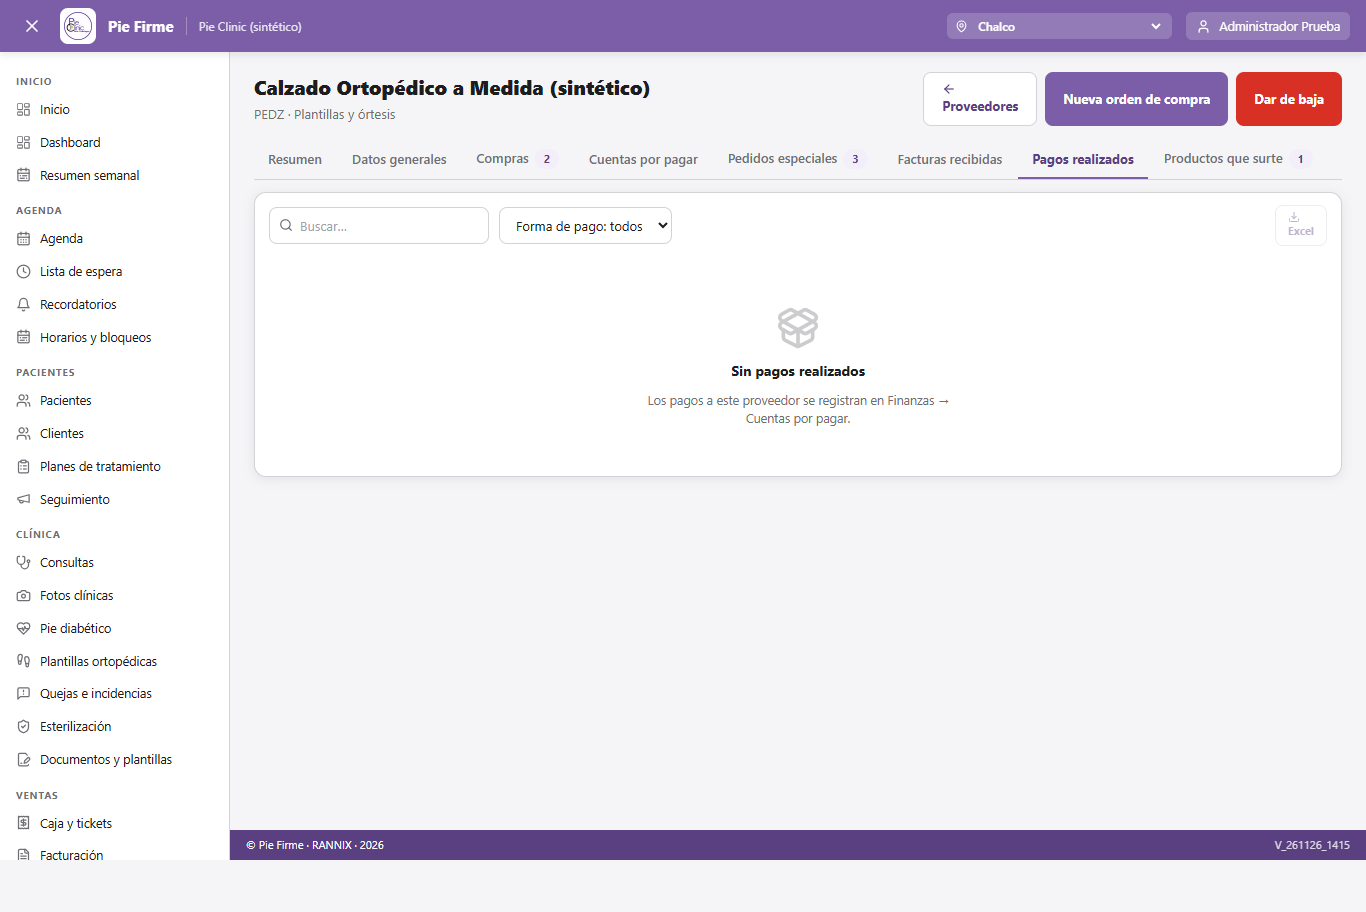 Pie Firme
Pie Clinic (sintético)
Chalco
Administrador Prueba
INICIO
Inicio
Dashboard
Resumen semanal
AGENDA
Agenda
Lista de espera
Recordatorios
Horarios y bloqueos
PACIENTES
Pacientes
Clientes
Planes de tratamiento
Seguimiento
CLÍNICA
Consultas
Fotos clínicas
Pie diabético
Plantillas ortopédicas
Quejas e incidencias
Esterilización
Documentos y plantillas
VENTAS
Caja y tickets
Facturación
Calzado Ortopédico a Medida (sintético)
PEDZ · Plantillas y órtesis
← Proveedores
Nueva orden de compra
Dar de baja
Resumen
Datos generales
Compras 2
Cuentas por pagar
Pedidos especiales 3
Facturas recibidas
Pagos realizados
Productos que surte 1
Buscar...
Forma de pago: todos
Excel
Sin pagos realizados
Los pagos a este proveedor se registran en Finanzas →
Cuentas por pagar.
© Pie Firme · RANNIX · 2026
V_261126_1415